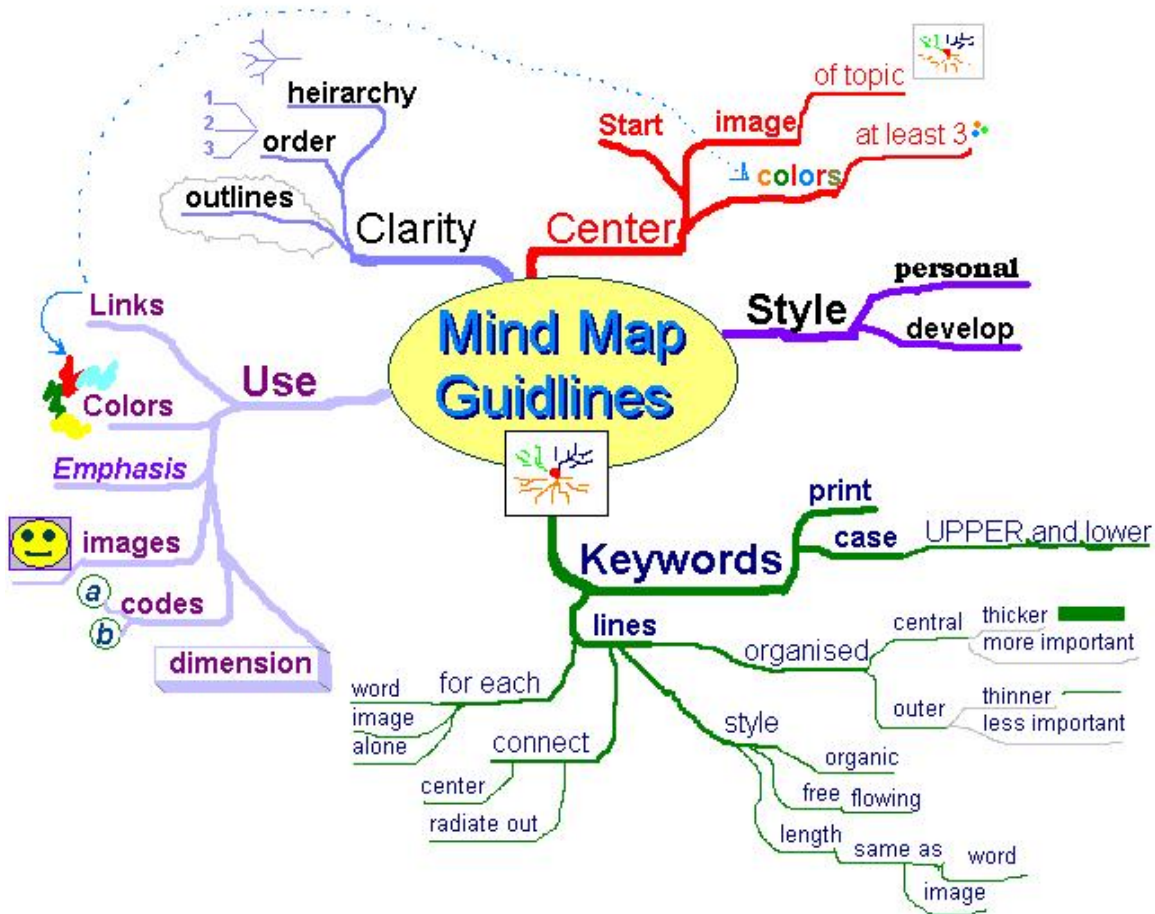 Mind Map
Guidlines
Center
Start
image
of topic
colors
at least 3
Style
personal
develop
Keywords
print
case
UPPER and lower
lines
organised
central
thicker
more important
outer
thinner
less important
style
organic
free
flowing
length
same as
word
image
connect
center
radiate out
for each
word
image
alone
Use
Links
Colors
Emphasis
images
codes
a
b
dimension
Clarity
heirarchy
order
1
2
3
outlines